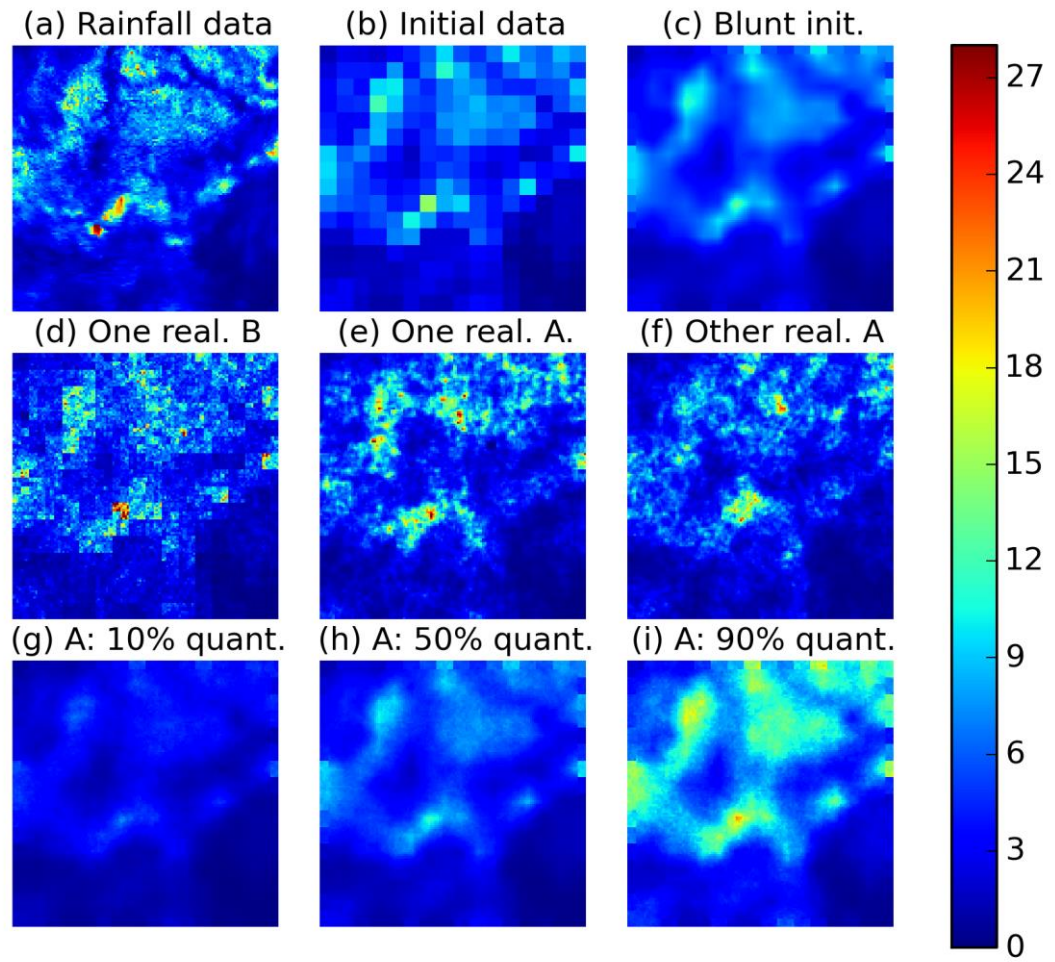 (a) Rainfall data
(b) Initial data
(c) Blunt init.
(d) One real. B
(e) One real. A.
(f) Other real. A
(g) A: 10% quant.
(h) A: 50% quant.
(i) A: 90% quant.
27
24
21
18
15
12
9
6
3
0